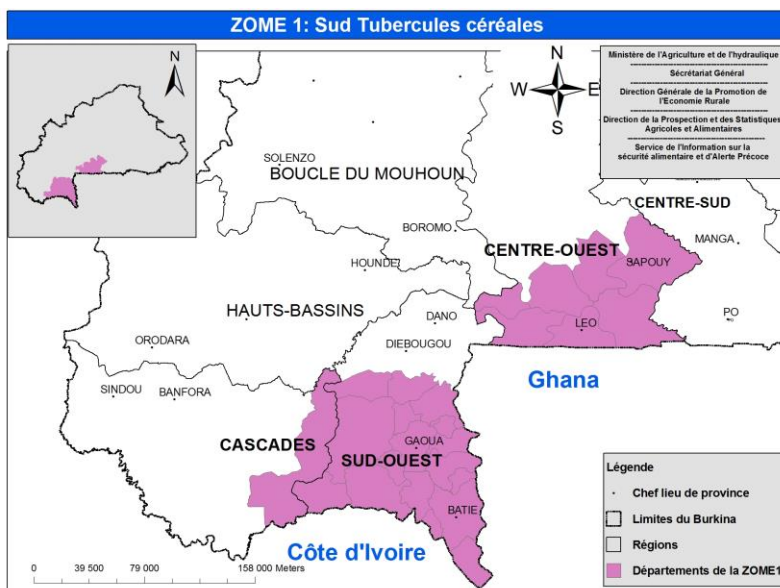 ZOME 1: Sud Tubercules céréales
N
N
W
E
S
Ministère de l'Agriculture et de l'hydraulique
Sécrétariat Général
Direction Générale de la Promotion de
l'Economie Rurale
Direction de la Prospection et des Statistiques
Agricoles et Alimentaires
Service de l'Information sur la
sécurité alimentaire et d'Alerte Précoce
SOLENZO
BOUCLE DU MOUHOUN
CENTRE-SUD
BOROMO
MANGA
CENTRE-OUEST
HOUNDE
SAPOUY
HAUTS-BASSINS
DANO
PO
LEO
ORODARA
DIEBOUGOU
Ghana
SINDOU
BANFORA
CASCADES
GAOUA
SUD-OUEST
BATIE
Côte d'Ivoire
Légende
Chef lieu de province
Limites du Burkina
Régions
Départements de la ZOME1
0 39 500 79 000 158 000 Meters